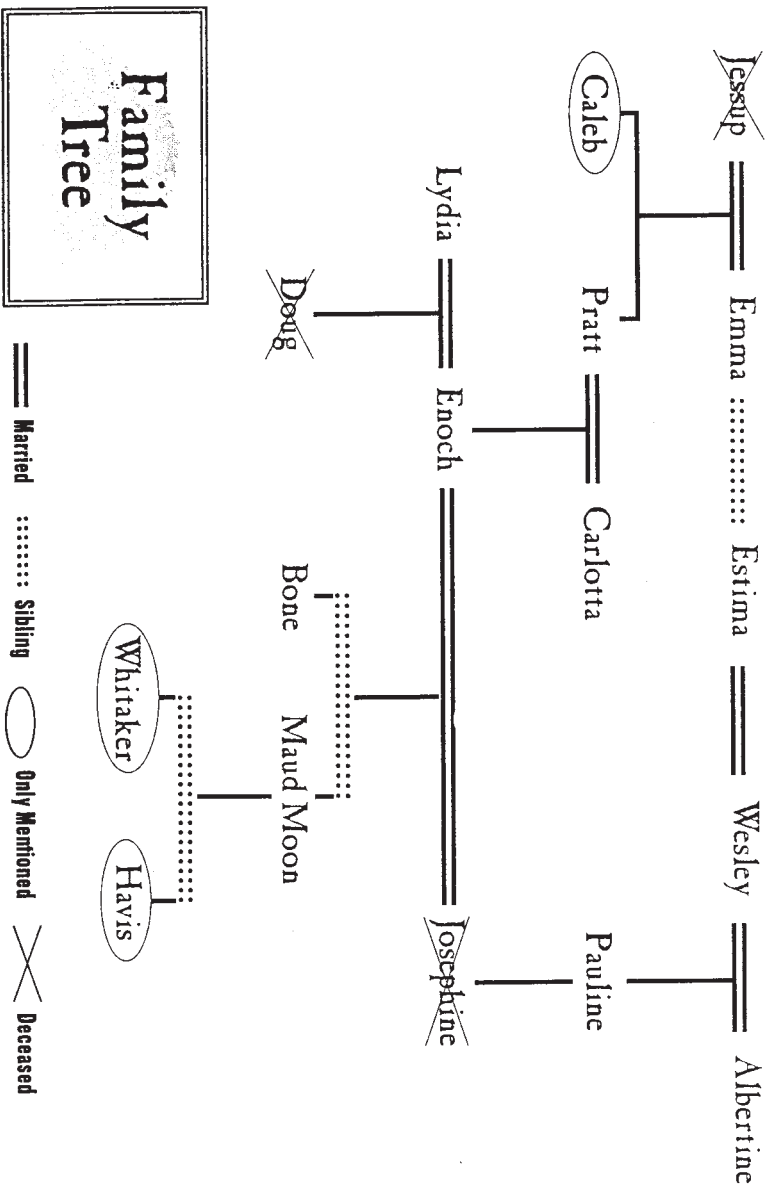 Jessup Emma Estima Wesley Albertine
Caleb Pratt Carlotta Pauline
Lydia Enoch Josephine
Doug Bone Maud Moon
Whitaker Havis
Family
Tree
Married Sibling Only Mentioned Deceased